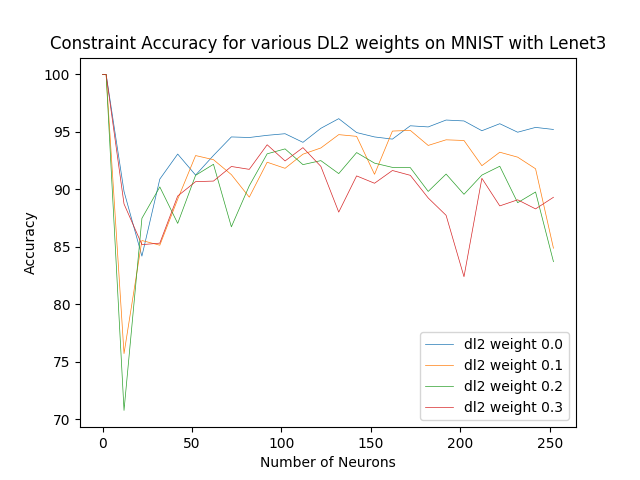 Constraint Accuracy for various DL2 weights on MNIST with Lenet3
100
95
90
85
80
75
70
Accuracy
0
50
100
150
200
250
Number of Neurons
dl2 weight 0.0
dl2 weight 0.1
dl2 weight 0.2
dl2 weight 0.3